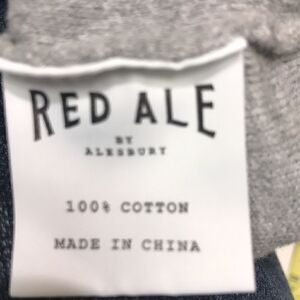 RED ALE
BY
ALESBURY
100% COTTON
MADE IN CHINA